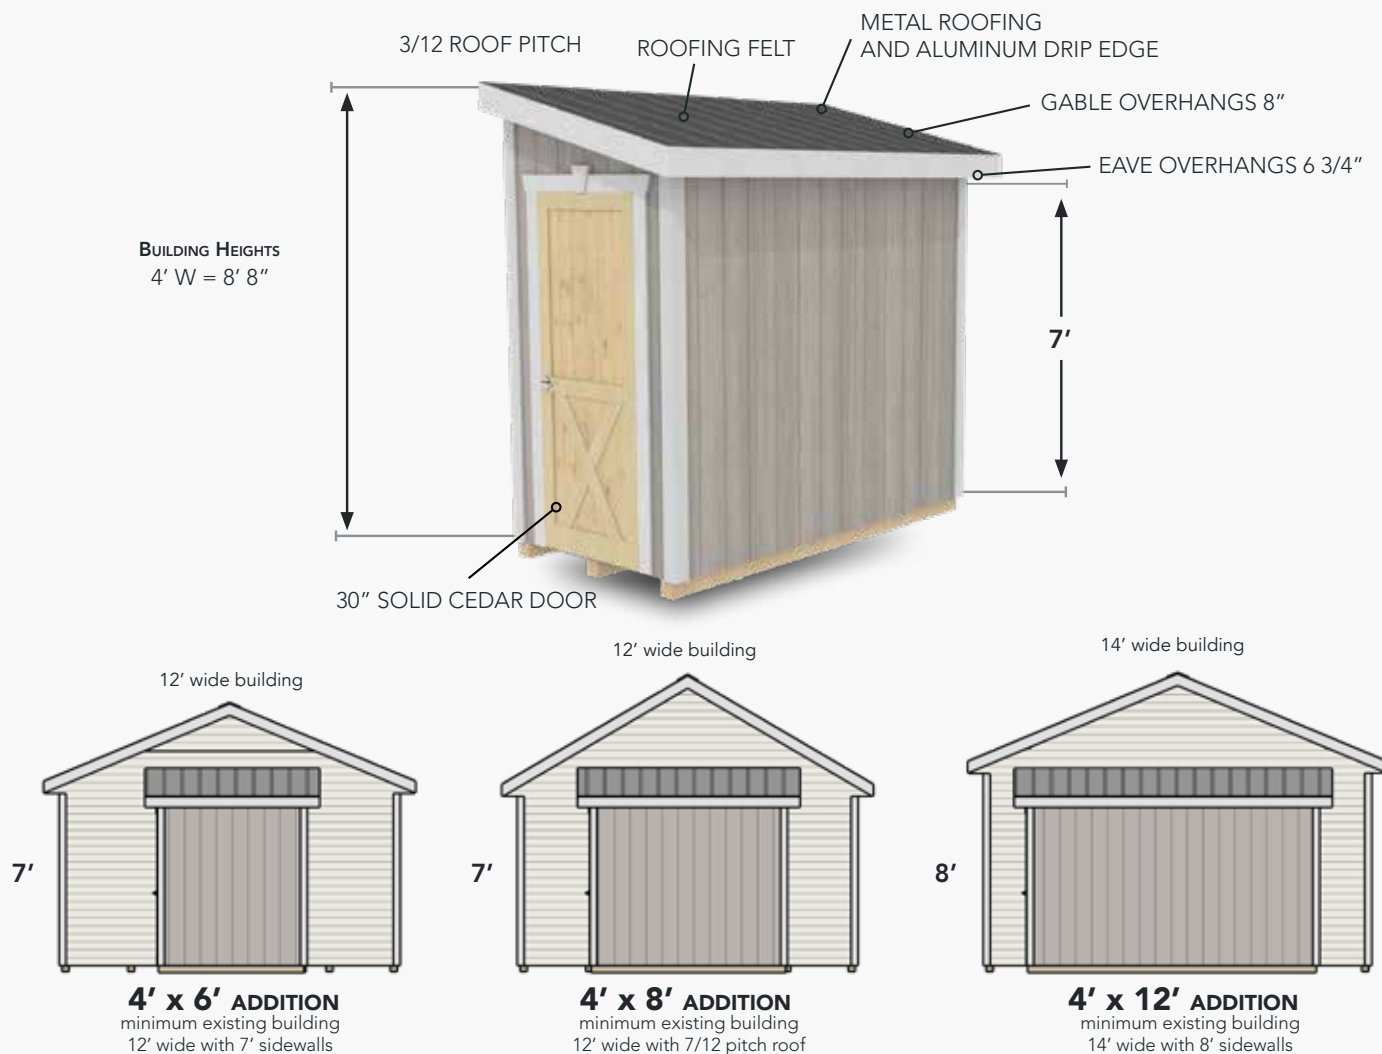 3/12 ROOF PITCH
ROOFING FELT
METAL ROOFING
AND ALUMINUM DRIP EDGE
GABLE OVERHANGS 8”
EAVE OVERHANGS 6 3/4”
BUILDING HEIGHTS
4’ W = 8’ 8”
7’
30” SOLID CEDAR DOOR
12’ wide building
7’
4’ x 6’ ADDITION
minimum existing building
12’ wide with 7’ sidewalls
12’ wide building
7’
4’ x 8’ ADDITION
minimum existing building
12’ wide with 7/12 pitch roof
14’ wide building
8’
4’ x 12’ ADDITION
minimum existing building
14’ wide with 8’ sidewalls